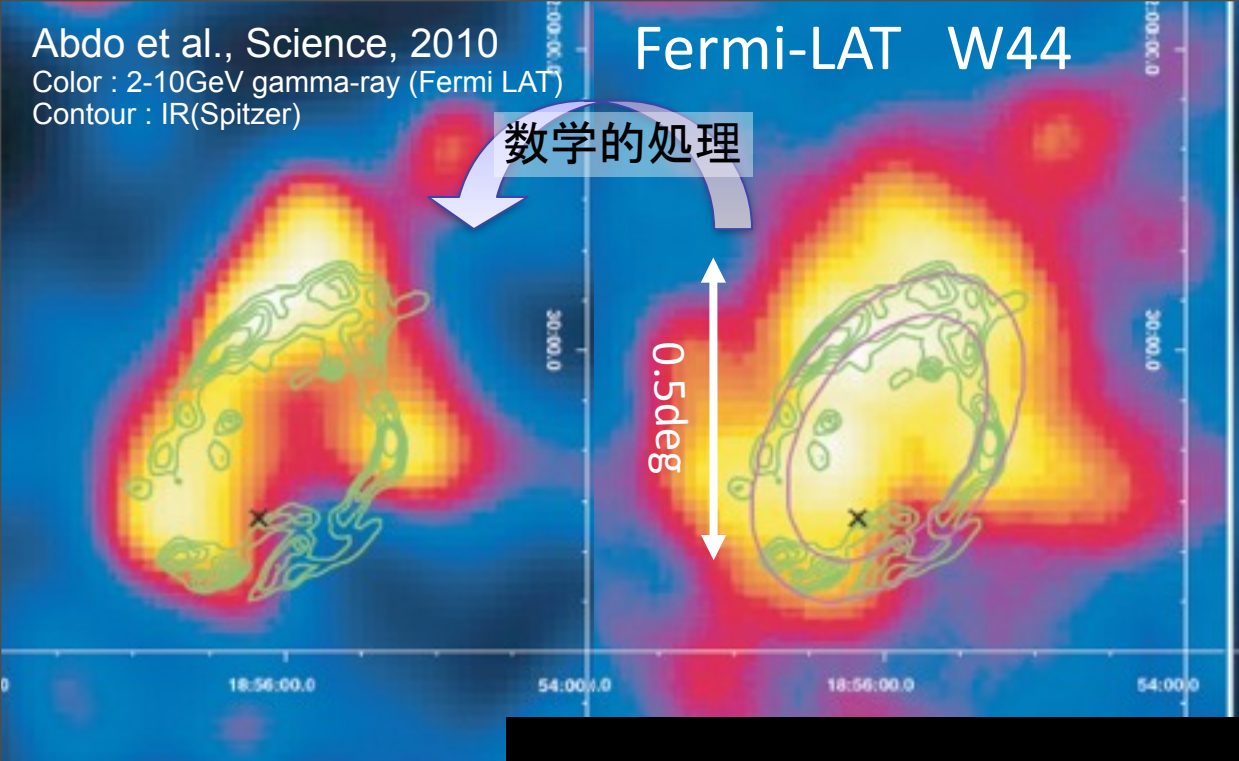 Abdo et al., Science, 2010
Color : 2-10GeV gamma-ray (Fermi LAT)
Contour : IR(Spitzer)
Fermi-LAT W44
数学的処理
0.5deg
30:00.0
30:00.0
18:56:00.0
54:00
18:56:00.0
54:00